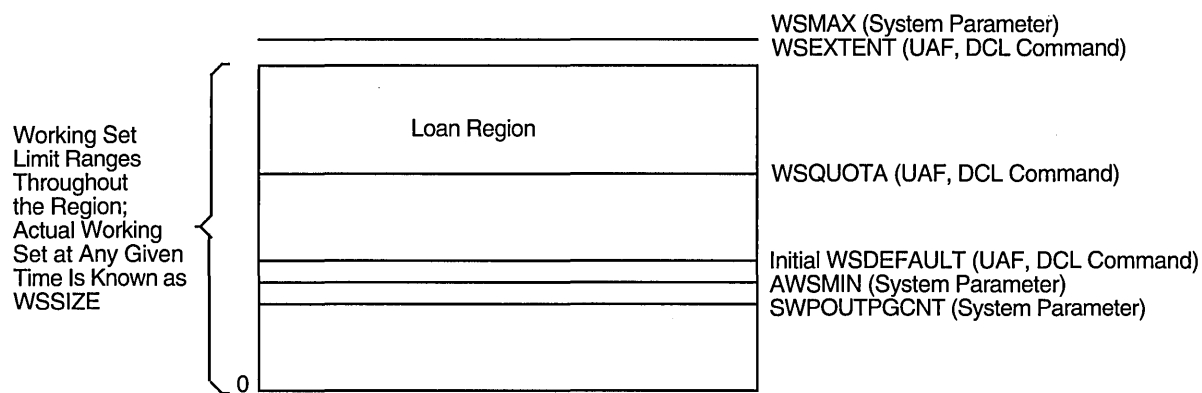 WSMAX (System Parameter)
WSEXTENT (UAF, DCL Command)
Loan Region
Working Set
Limit Ranges
Throughout
the Region;
Actual Working
Set at Any Given
Time Is Known as
WSSIZE
WSQUOTA (UAF, DCL Command)
Initial WSDEFAULT (UAF, DCL Command)
AWSMIN (System Parameter)
SWPOUTPGCNT (System Parameter)
0